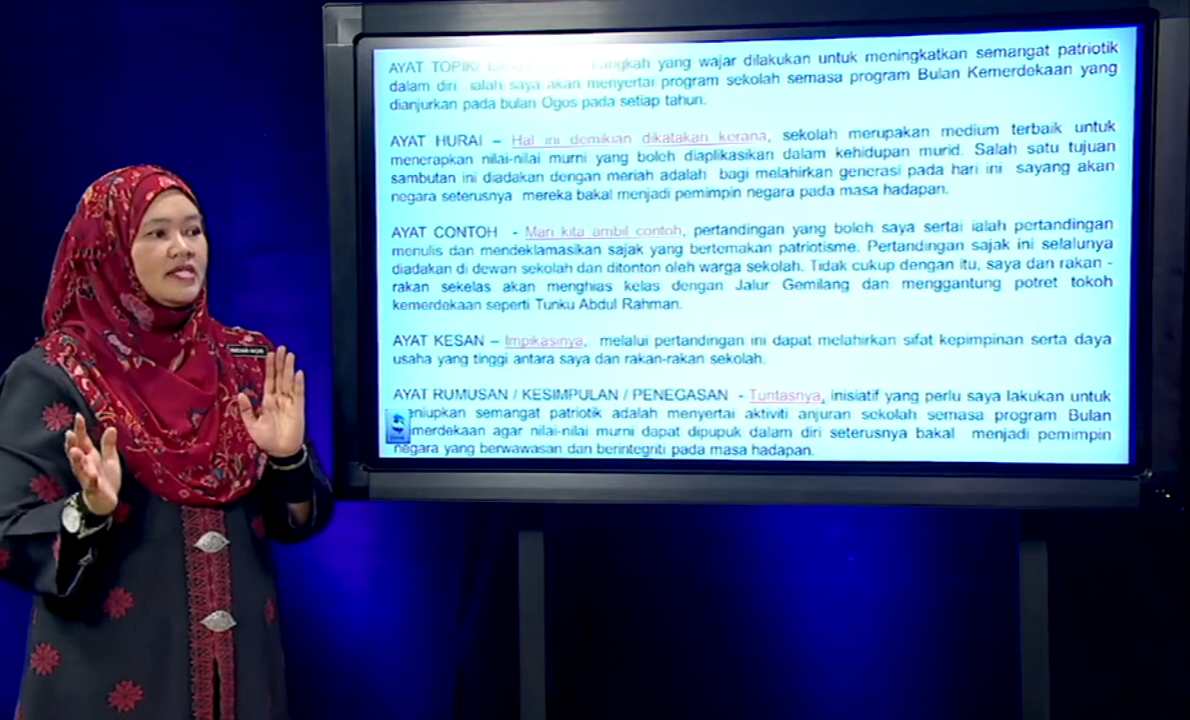 AYAT TOPIK langkah yang wajar dilakukan untuk meningkatkan semangat patriotik
dalam diri ialah saya akan menyertai program sekolah semasa program Bulan Kemerdekaan yang
dianjurkan pada bulan Ogos pada setiap tahun.
AYAT HURAI – Hal ini demikian dikatakan kerana, sekolah merupakan medium terbaik untuk
menerapkan nilai-nilai murni yang boleh diaplikasikan dalam kehidupan murid. Salah satu tujuan
sambutan ini diadakan dengan meriah adalah bagi melahirkan generasi pada hari ini sayang akan
negara seterusnya mereka bakal menjadi pemimpin negara pada masa hadapan.
AYAT CONTOH - Mari kita ambil contoh, pertandingan yang boleh saya sertai ialah pertandingan
menulis dan mendeklamasikan sajak yang bertemakan patriotisme. Pertandingan sajak ini selalunya
diadakan di dewan sekolah dan ditonton oleh warga sekolah. Tidak cukup dengan itu, saya dan rakan -
rakan sekelas akan menghias kelas dengan Jalur Gemilang dan menggantung potret tokoh
kemerdekaan seperti Tunku Abdul Rahman.
AYAT KESAN – Impikasinya, melalui pertandingan ini dapat melahirkan sifat kepimpinan serta daya
usaha yang tinggi antara saya dan rakan-rakan sekolah.
AYAT RUMUSAN / KESIMPULAN / PENEGASAN - Tuntasnya, inisiatif yang perlu saya lakukan untuk
eniupkan semangat patriotik adalah menyertai aktiviti anjuran sekolah semasa program Bulan
merdekaan agar nilai-nilai murni dapat dipupuk dalam diri seterusnya bakal menjadi pemimpin
negara yang berwawasan dan berintegriti pada masa hadapan.